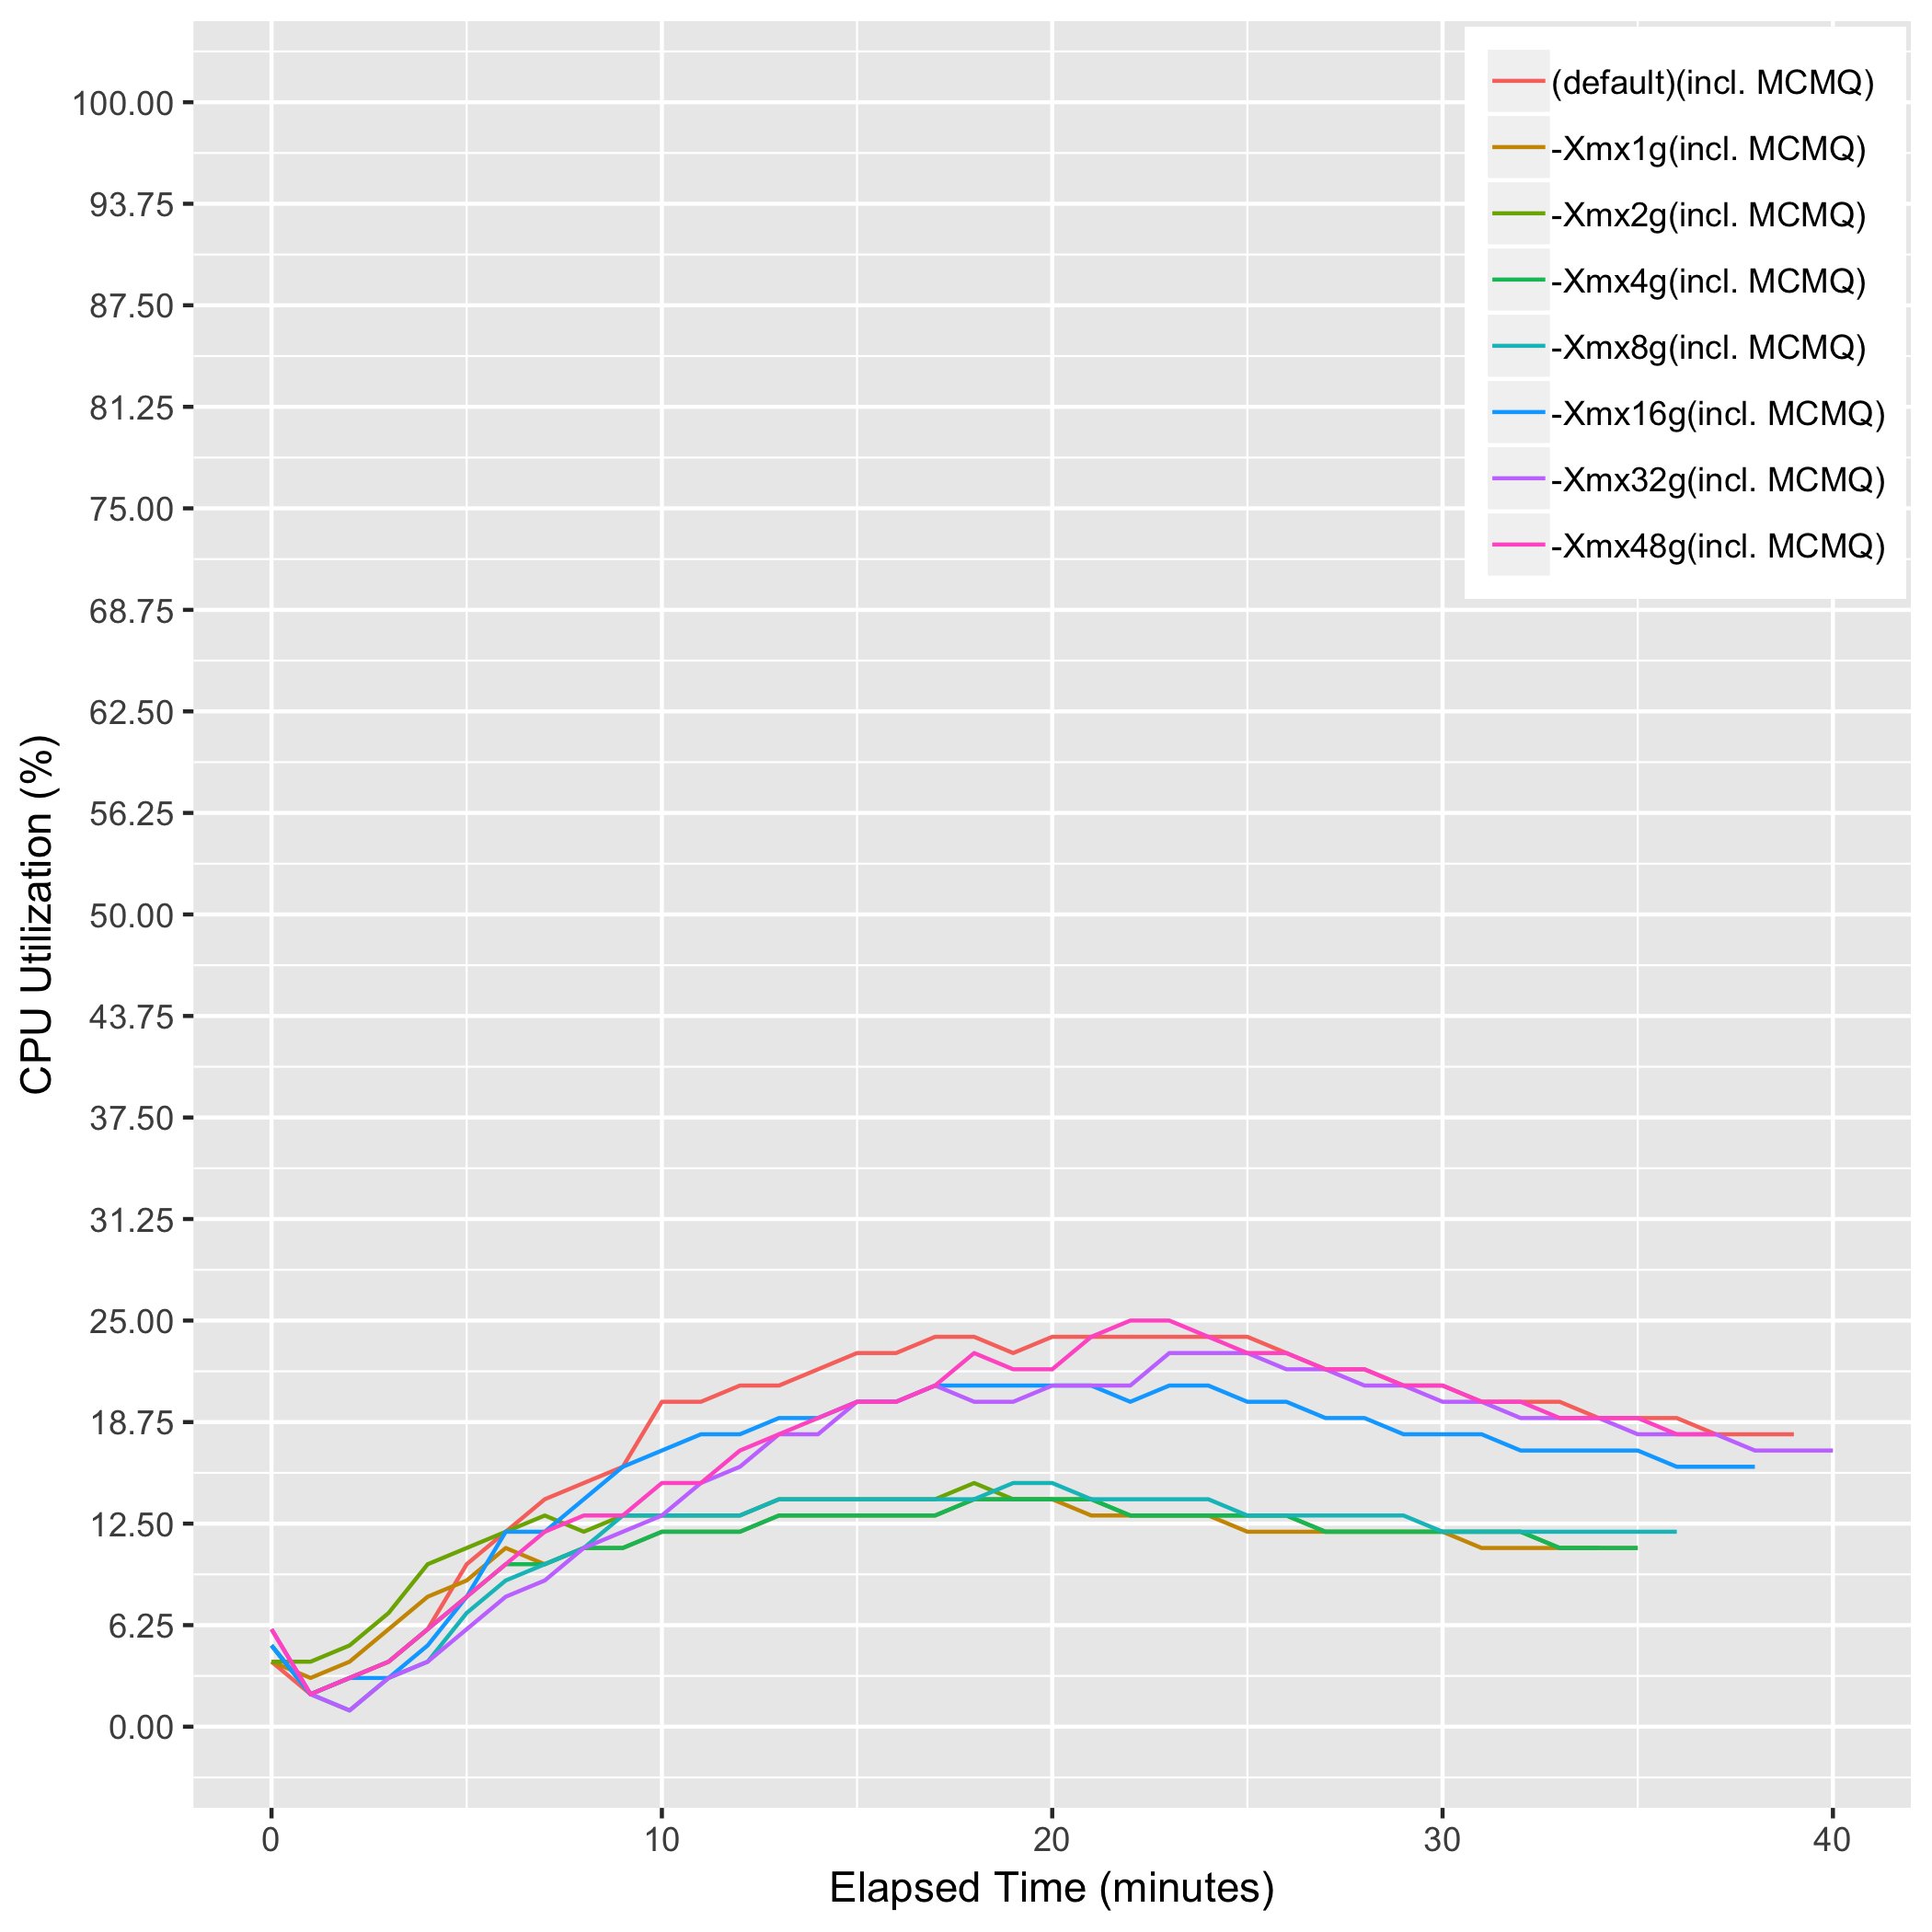 100.00
93.75
87.50
81.25
75.00
68.75
62.50
56.25
50.00
43.75
37.50
31.25
25.00
18.75
12.50
6.25
0.00
CPU Utilization (%)
(default)(incl. MCMQ)
-Xmx1g(incl. MCMQ)
-Xmx2g(incl. MCMQ)
-Xmx4g(incl. MCMQ)
-Xmx8g(incl. MCMQ)
-Xmx16g(incl. MCMQ)
-Xmx32g(incl. MCMQ)
-Xmx48g(incl. MCMQ)
0 10 20 30 40
Elapsed Time (minutes)